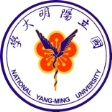 國立陽明大學
NATIONAL YANG-MING UNIVERSITY